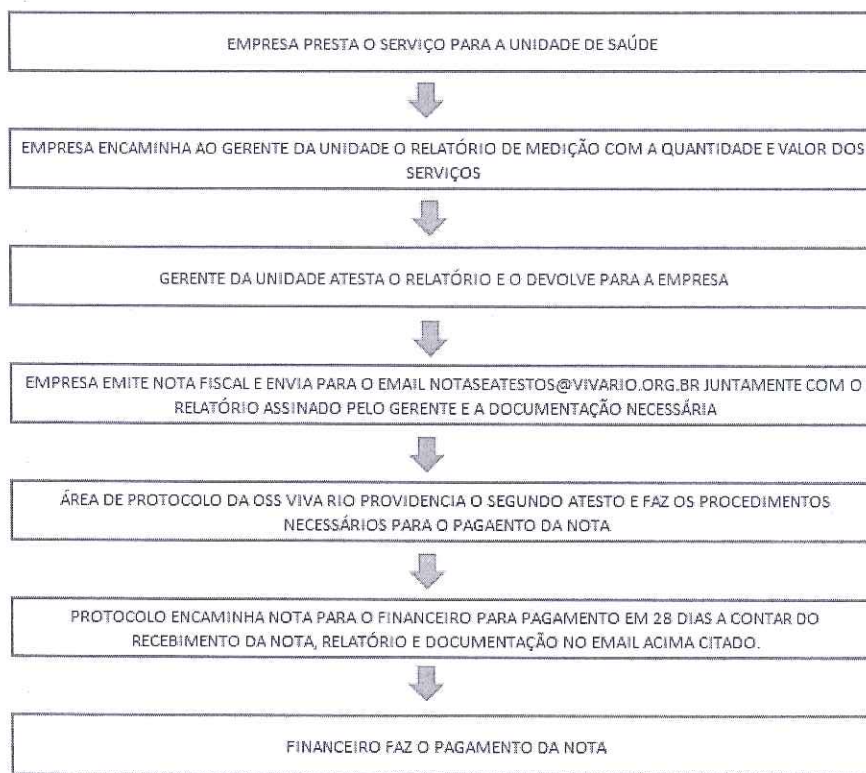 EMPRESA PRESTA O SERVIÇO PARA A UNIDADE DE SAÚDE
EMPRESA ENCAMINHA AO GERENTE DA UNIDADE O RELATÓRIO DE MEDIÇÃO COM A QUANTIDADE E VALOR DOS
SERVIÇOS
GERENTE DA UNIDADE ATESTA O RELATÓRIO E O DEVOLVE PARA A EMPRESA
EMPRESA EMITE NOTA FISCAL E ENVIA PARA O EMAIL NOTASEATESTOS@VIVARIO.ORG.BR JUNTAMENTE COM O
RELATÓRIO ASSINADO PELO GERENTE E A DOCUMENTAÇÃO NECESSÁRIA
ÁREA DE PROTOCOLO DA OSS VIVA RIO PROVIDENCIA O SEGUNDO ATESTO E FAZ OS PROCEDIMENTOS
NECESSÁRIOS PARA O PAGAENTO DA NOTA
PROTOCOLO ENCAMINHA NOTA PARA O FINANCEIRO PARA PAGAMENTO EM 28 DIAS A CONTAR DO
RECEBIMENTO DA NOTA, RELATÓRIO E DOCUMENTAÇÃO NO EMAIL ACIMA CITADO.
FINANCEIRO FAZ O PAGAMENTO DA NOTA